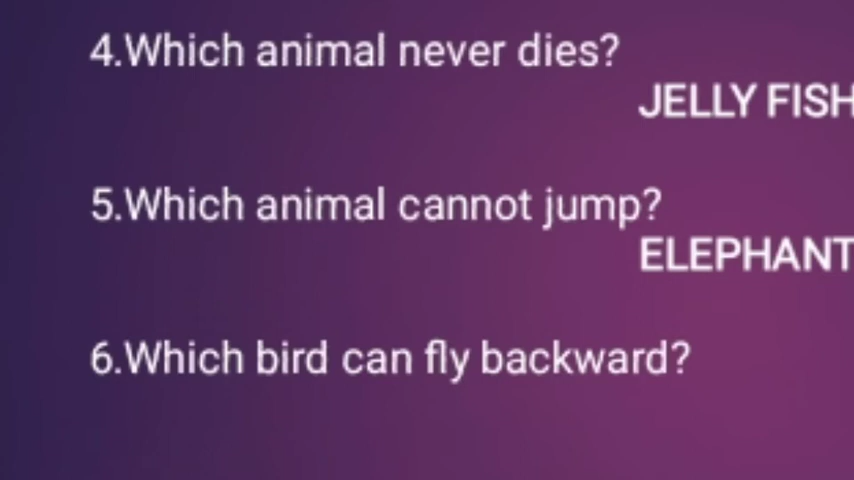 4.Which animal never dies?
JELLY FISH
5.Which animal cannot jump?
ELEPHANT
6.Which bird can fly backward?